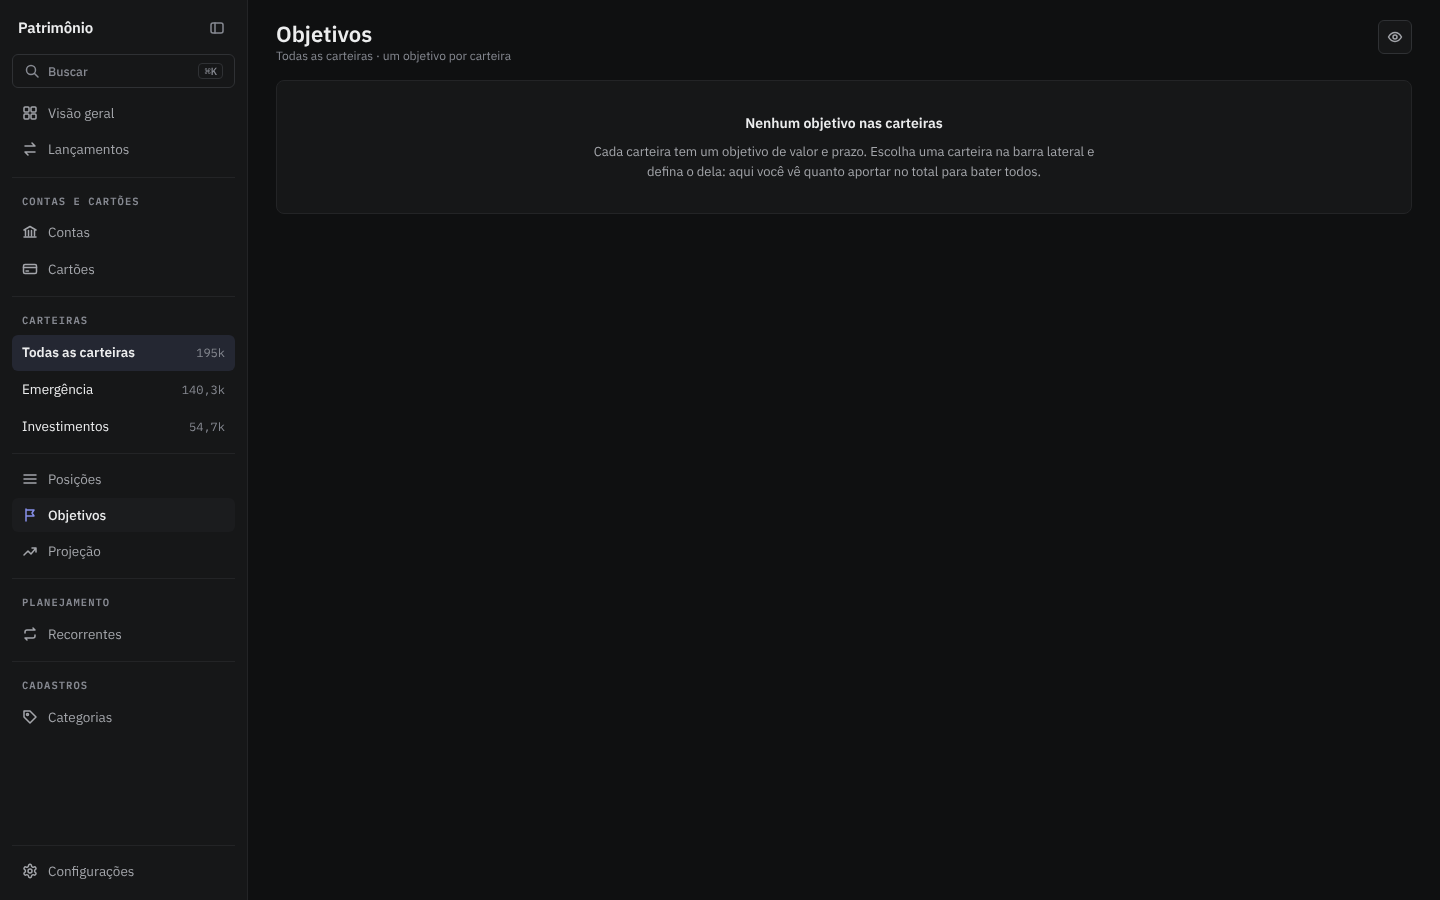 Patrimônio
Buscar ⌘K
Visão geral
Lançamentos
CONTAS E CARTÕES
Contas
Cartões
CARTEIRAS
Todas as carteiras 195k
Emergência 140,3k
Investimentos 54,7k
Posições
Objetivos
Projeção
PLANEJAMENTO
Recorrentes
CADASTROS
Categorias
Configurações
Objetivos
Todas as carteiras · um objetivo por carteira
Nenhum objetivo nas carteiras
Cada carteira tem um objetivo de valor e prazo. Escolha uma carteira na barra lateral e
defina o dela: aqui você vê quanto aportar no total para bater todos.